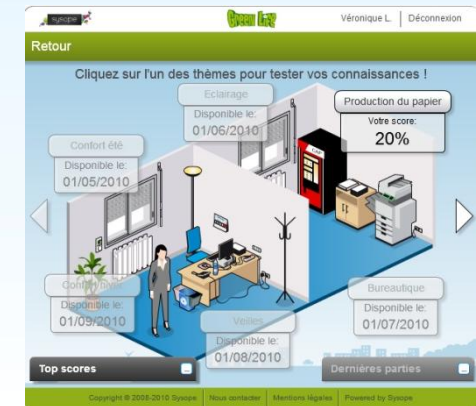 sysope
Green Log
Véronique L.
Déconnexion
Retour
Cliquez sur l'un des thèmes pour tester vos connaissances !
Eclairage
Disponible le:
01/06/2010
Production du papier
Votre score:
20%
Confort été
Disponible le:
01/05/2010
Disponible le:
01/09/2010
Veilles
Disponible le:
01/08/2010
Bureautique
Disponible le:
01/07/2010
Top scores
Dernières parties
Copyright © 2008-2010 Sysope
Nous contacter
Mentions légales
Powered by Sysope